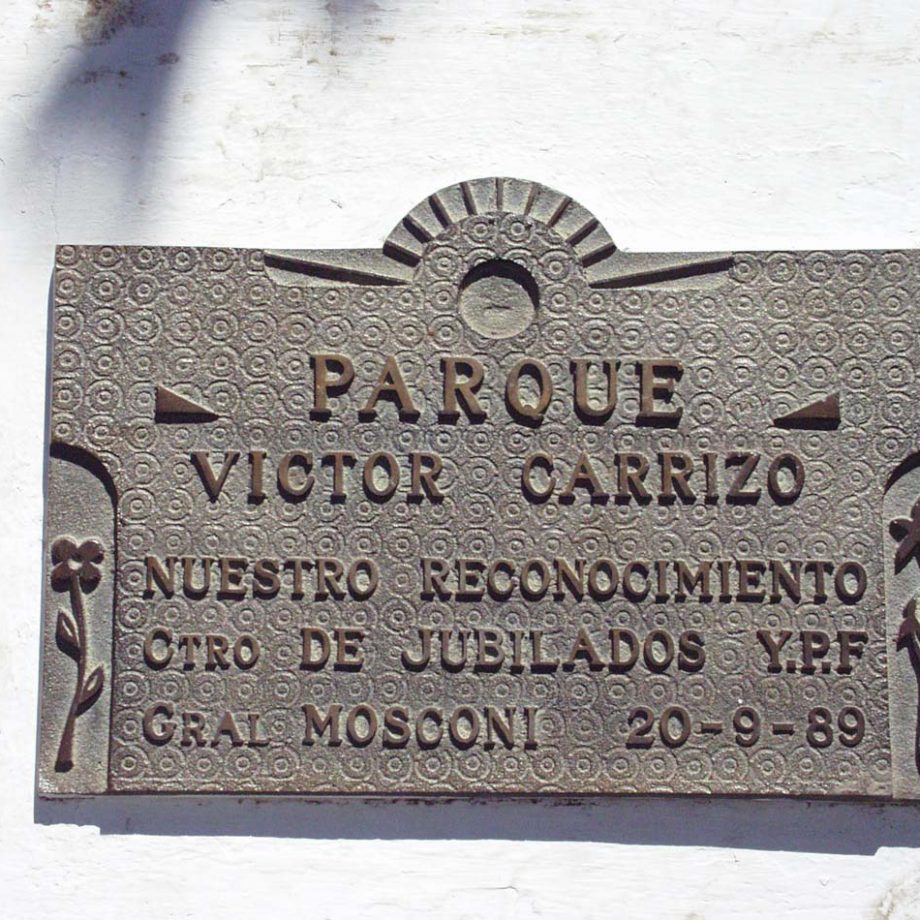 PARQUE
VICTOR CARRIZO
NUESTRO RECONOCIMIENTO
CTRO DE JUBILADOS Y.P.F
GRAL MOSCONI 20-9-89